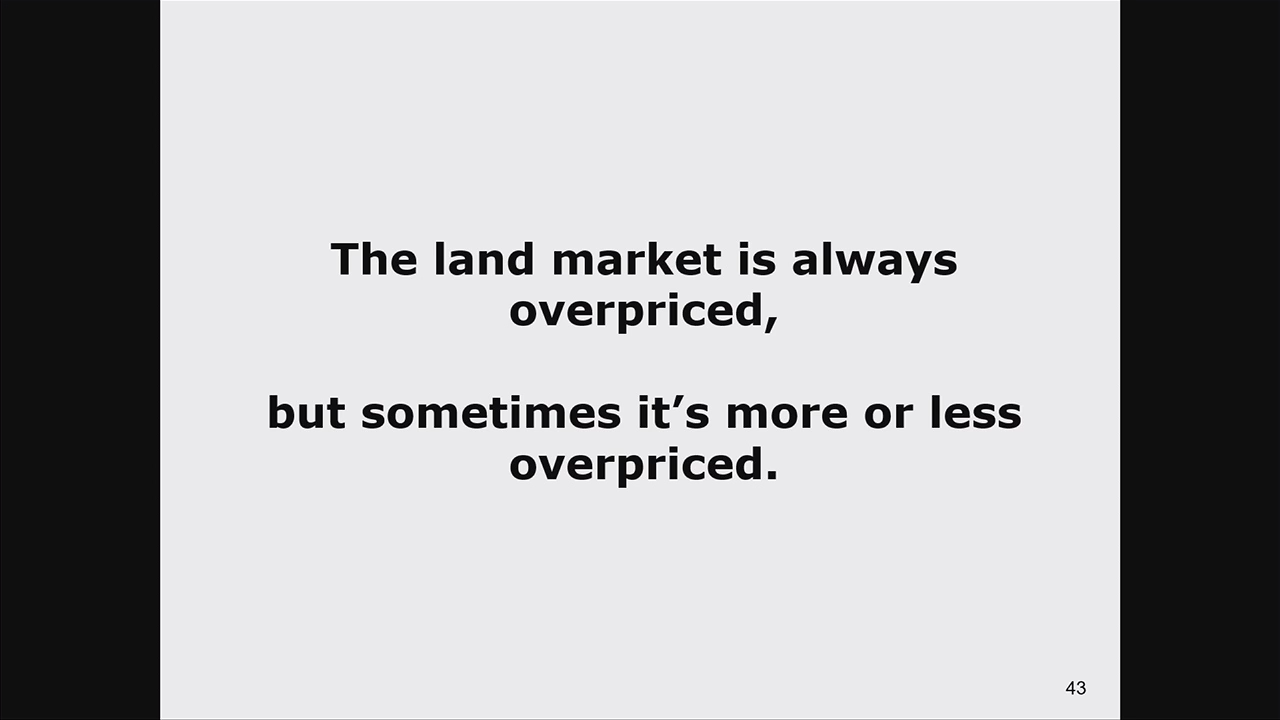 The land market is always
overpriced,
but sometimes it’s more or less
overpriced.
43